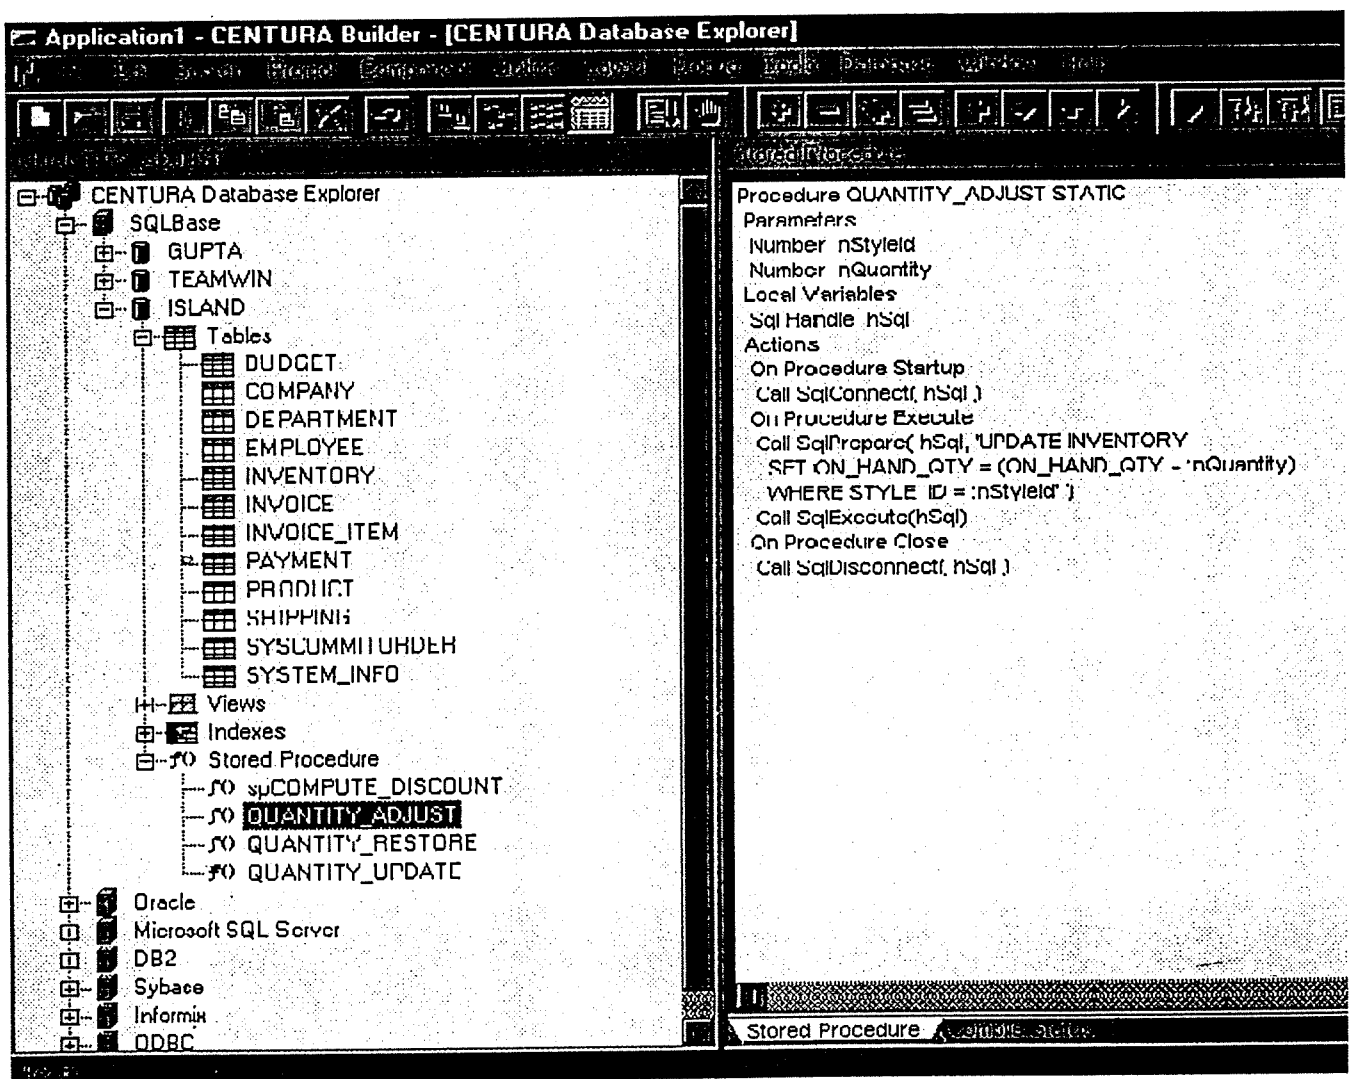 Application1 - CENTURA Builder - [CENTURA Database Explorer]
CENTURA Database Explorer
SQLBase
GUPTA
TEAMWIN
ISLAND
Tables
BUDGET
COMPANY
DEPARTMENT
EMPLOYEE
INVENTORY
INVOICE
INVOICE_ITEM
PAYMENT
PRODUCT
SHIPPING
SYSCOMMITORDER
SYSTEM_INFO
Views
Indexes
Stored Procedure
spCOMPUTE_DISCOUNT
QUANTITY_ADJUST
QUANTITY_RESTORE
QUANTITY_UPDATE
Oracle
Microsoft SQL Server
DB2
Sybase
Informix
ODBC
Stored Procedure
Procedure QUANTITY_ADJUST STATIC
Parameters
Number nStyleId
Number nQuantity
Local Variables
Sql Handle hSql
Actions
On Procedure Startup
Call SqlConnect( hSql )
On Procedure Execute
Call SqlPrepare( hSql, 'UPDATE INVENTORY
SET ON_HAND_QTY = (ON_HAND_QTY - :nQuantity)
WHERE STYLE_ID = :nStyleId' )
Call SqlExecute(hSql)
On Procedure Close
Call SqlDisconnect( hSql )
Stored Procedure